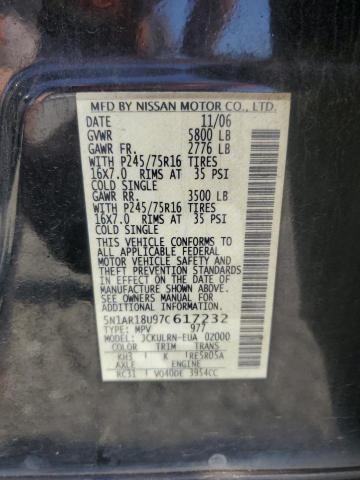 MFD BY NISSAN MOTOR CO., LTD.
DATE 11/06
GVWR 5800 LB
GAWR FR. 2776 LB
WITH P245/75R16 TIRES
16X7.0 RIMS AT 35 PSI
COLD SINGLE
GAWR RR. 3500 LB
WITH P245/75R16 TIRES
16X7.0 RIMS AT 35 PSI
COLD SINGLE
THIS VEHICLE CONFORMS TO
ALL APPLICABLE FEDERAL
MOTOR VEHICLE SAFETY AND
THEFT PREVENTION STANDARDS
IN EFFECT ON THE DATE OF
MANUFACTURE SHOWN ABOVE.
SEE OWNERS MANUAL FOR
ADDITIONAL INFORMATION
5N1AR18U97C617232
TYPE: MPV 977
MODEL: JCKULRN-EUA 02000
COLOR TRIM TRANS
KH3 K RE5R05A
AXLE ENGINE
RC31 VQ40DE 3954CC